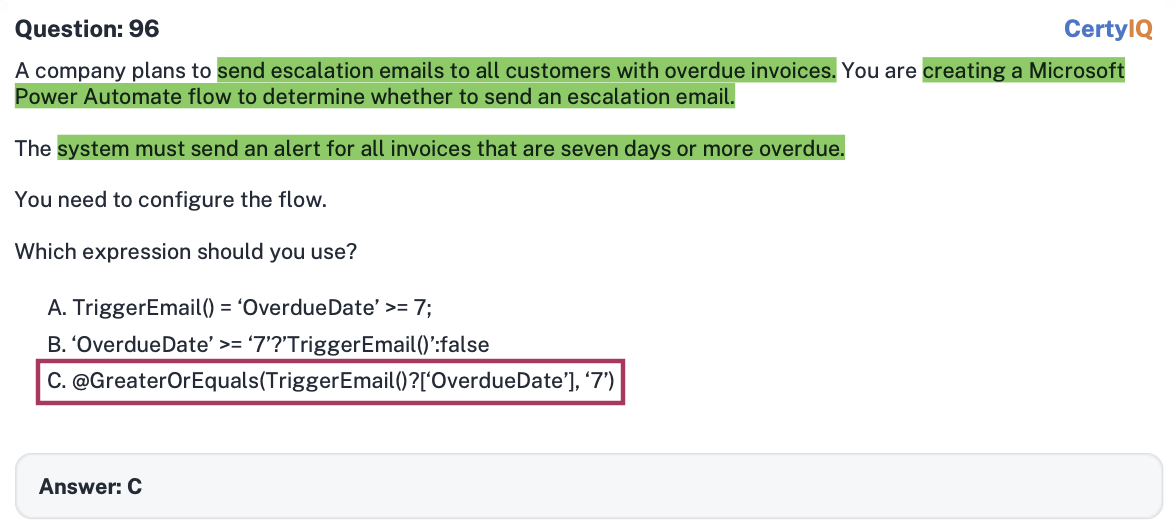 Question: 96
CertyIQ
A company plans to send escalation emails to all customers with overdue invoices. You are creating a Microsoft
Power Automate flow to determine whether to send an escalation email.
The system must send an alert for all invoices that are seven days or more overdue.
You need to configure the flow.
Which expression should you use?
A. TriggerEmail() = ‘OverdueDate’ >= 7;
B. ‘OverdueDate’ >= ‘7’?’TriggerEmail()’:false
C. @GreaterOrEquals(TriggerEmail()?[‘OverdueDate’], ‘7’)
Answer: C